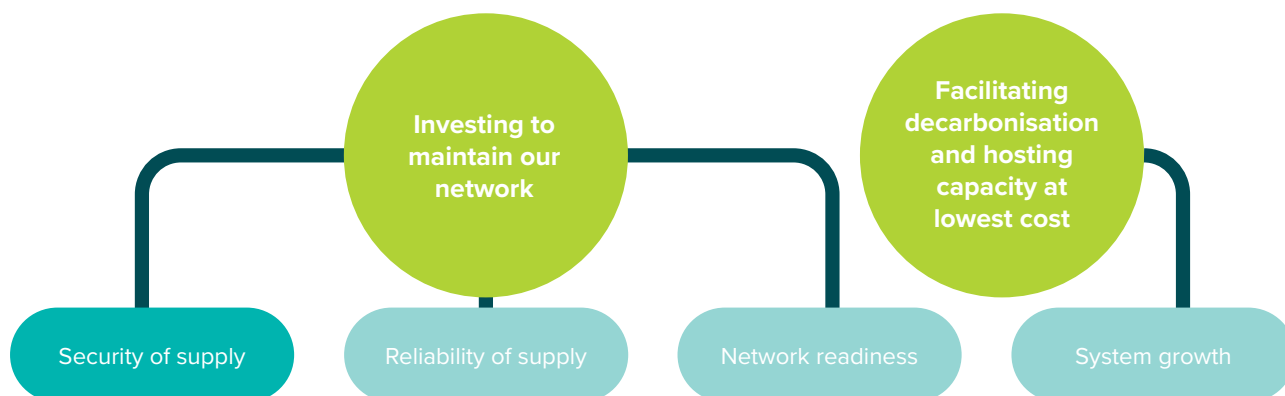 Investing to
maintain our
network
Facilitating
decarbonisation
and hosting
capacity at
lowest cost
Security of supply
Reliability of supply
Network readiness
System growth